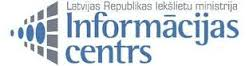 Latvijas Republikas Iekšlietu ministrija
Informācijas
centrs